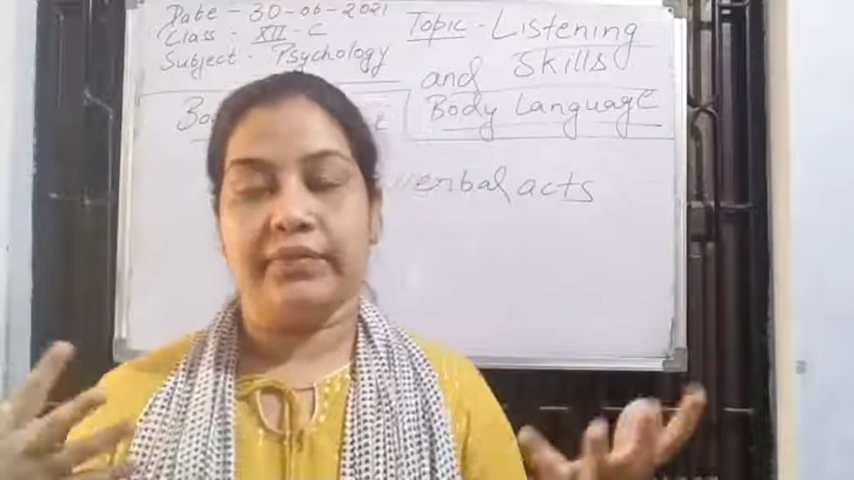 Date - 30-06-2021
Class - XII - C
Subject - Psychology
Topic - Listening
and Skills
Body Language
verbal acts